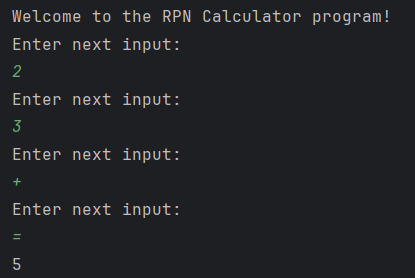 Welcome to the RPN Calculator program!
Enter next input:
2
Enter next input:
3
Enter next input:
+
Enter next input:
=
5